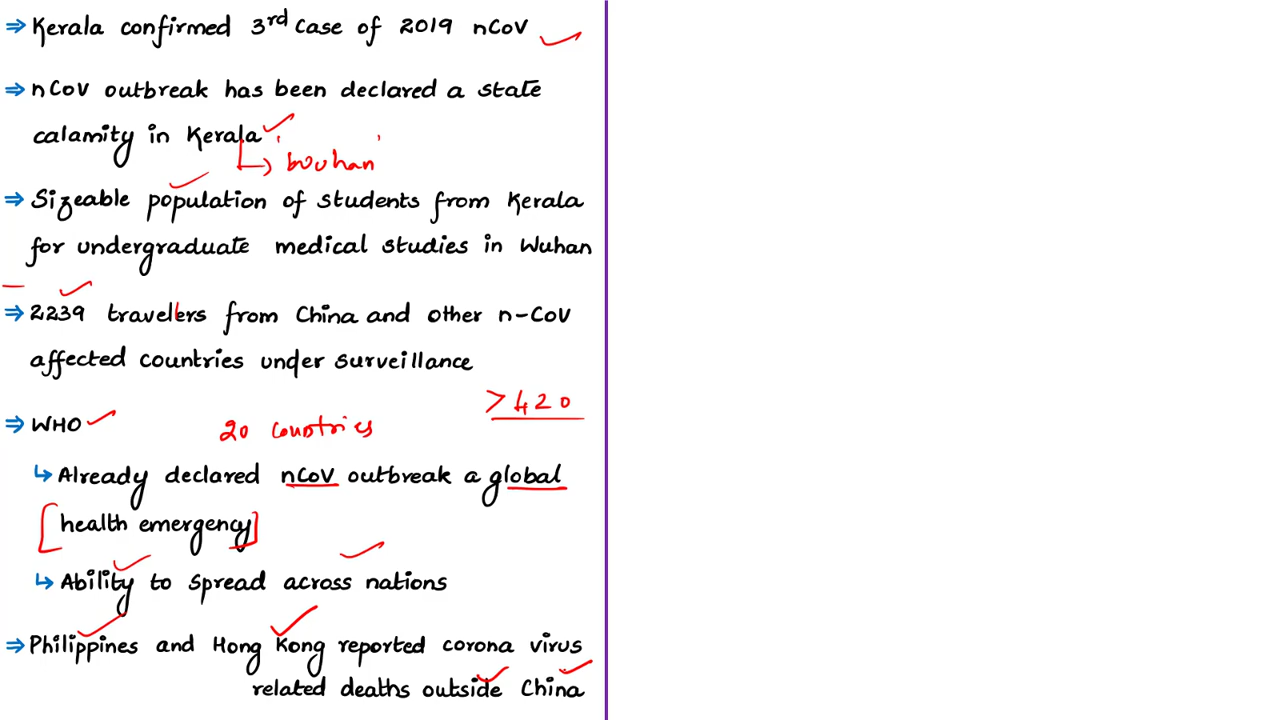 ⇒ Kerala confirmed 3rd case of 2019 nCoV
⇒ nCoV outbreak has been declared a state
calamity in Kerala
↳ wuhan
⇒ Sizeable population of students from Kerala
for undergraduate medical studies in Wuhan
⇒ 2239 travelers from China and other n-CoV
affected countries under surveillance
>420
⇒ WHO
20 countries
↳ Already declared nCoV outbreak a global
[health emergency]
↳ Ability to spread across nations
⇒ Philippines and Hong Kong reported corona virus
related deaths outside China